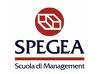 SPEGEA
Scuola di Management